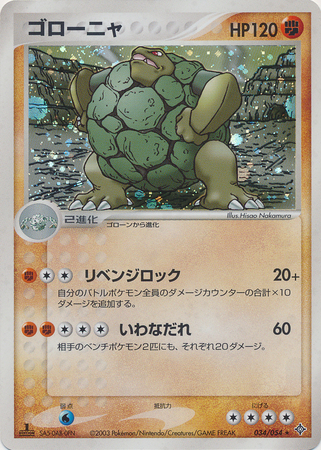 ゴローニャ HP120
Illus.Hisao Nakamura
2進化 ゴローンから進化
リベンジロック 20+
自分のバトルポケモン全員のダメージカウンターの合計×10
ダメージを追加する。
いわなだれ 60
相手のベンチポケモン2匹にも、それぞれ20ダメージ。
弱点 抵抗力 にげる
1
©2003 Pokémon/Nintendo/Creatures/GAME FREAK. 034/054 ★